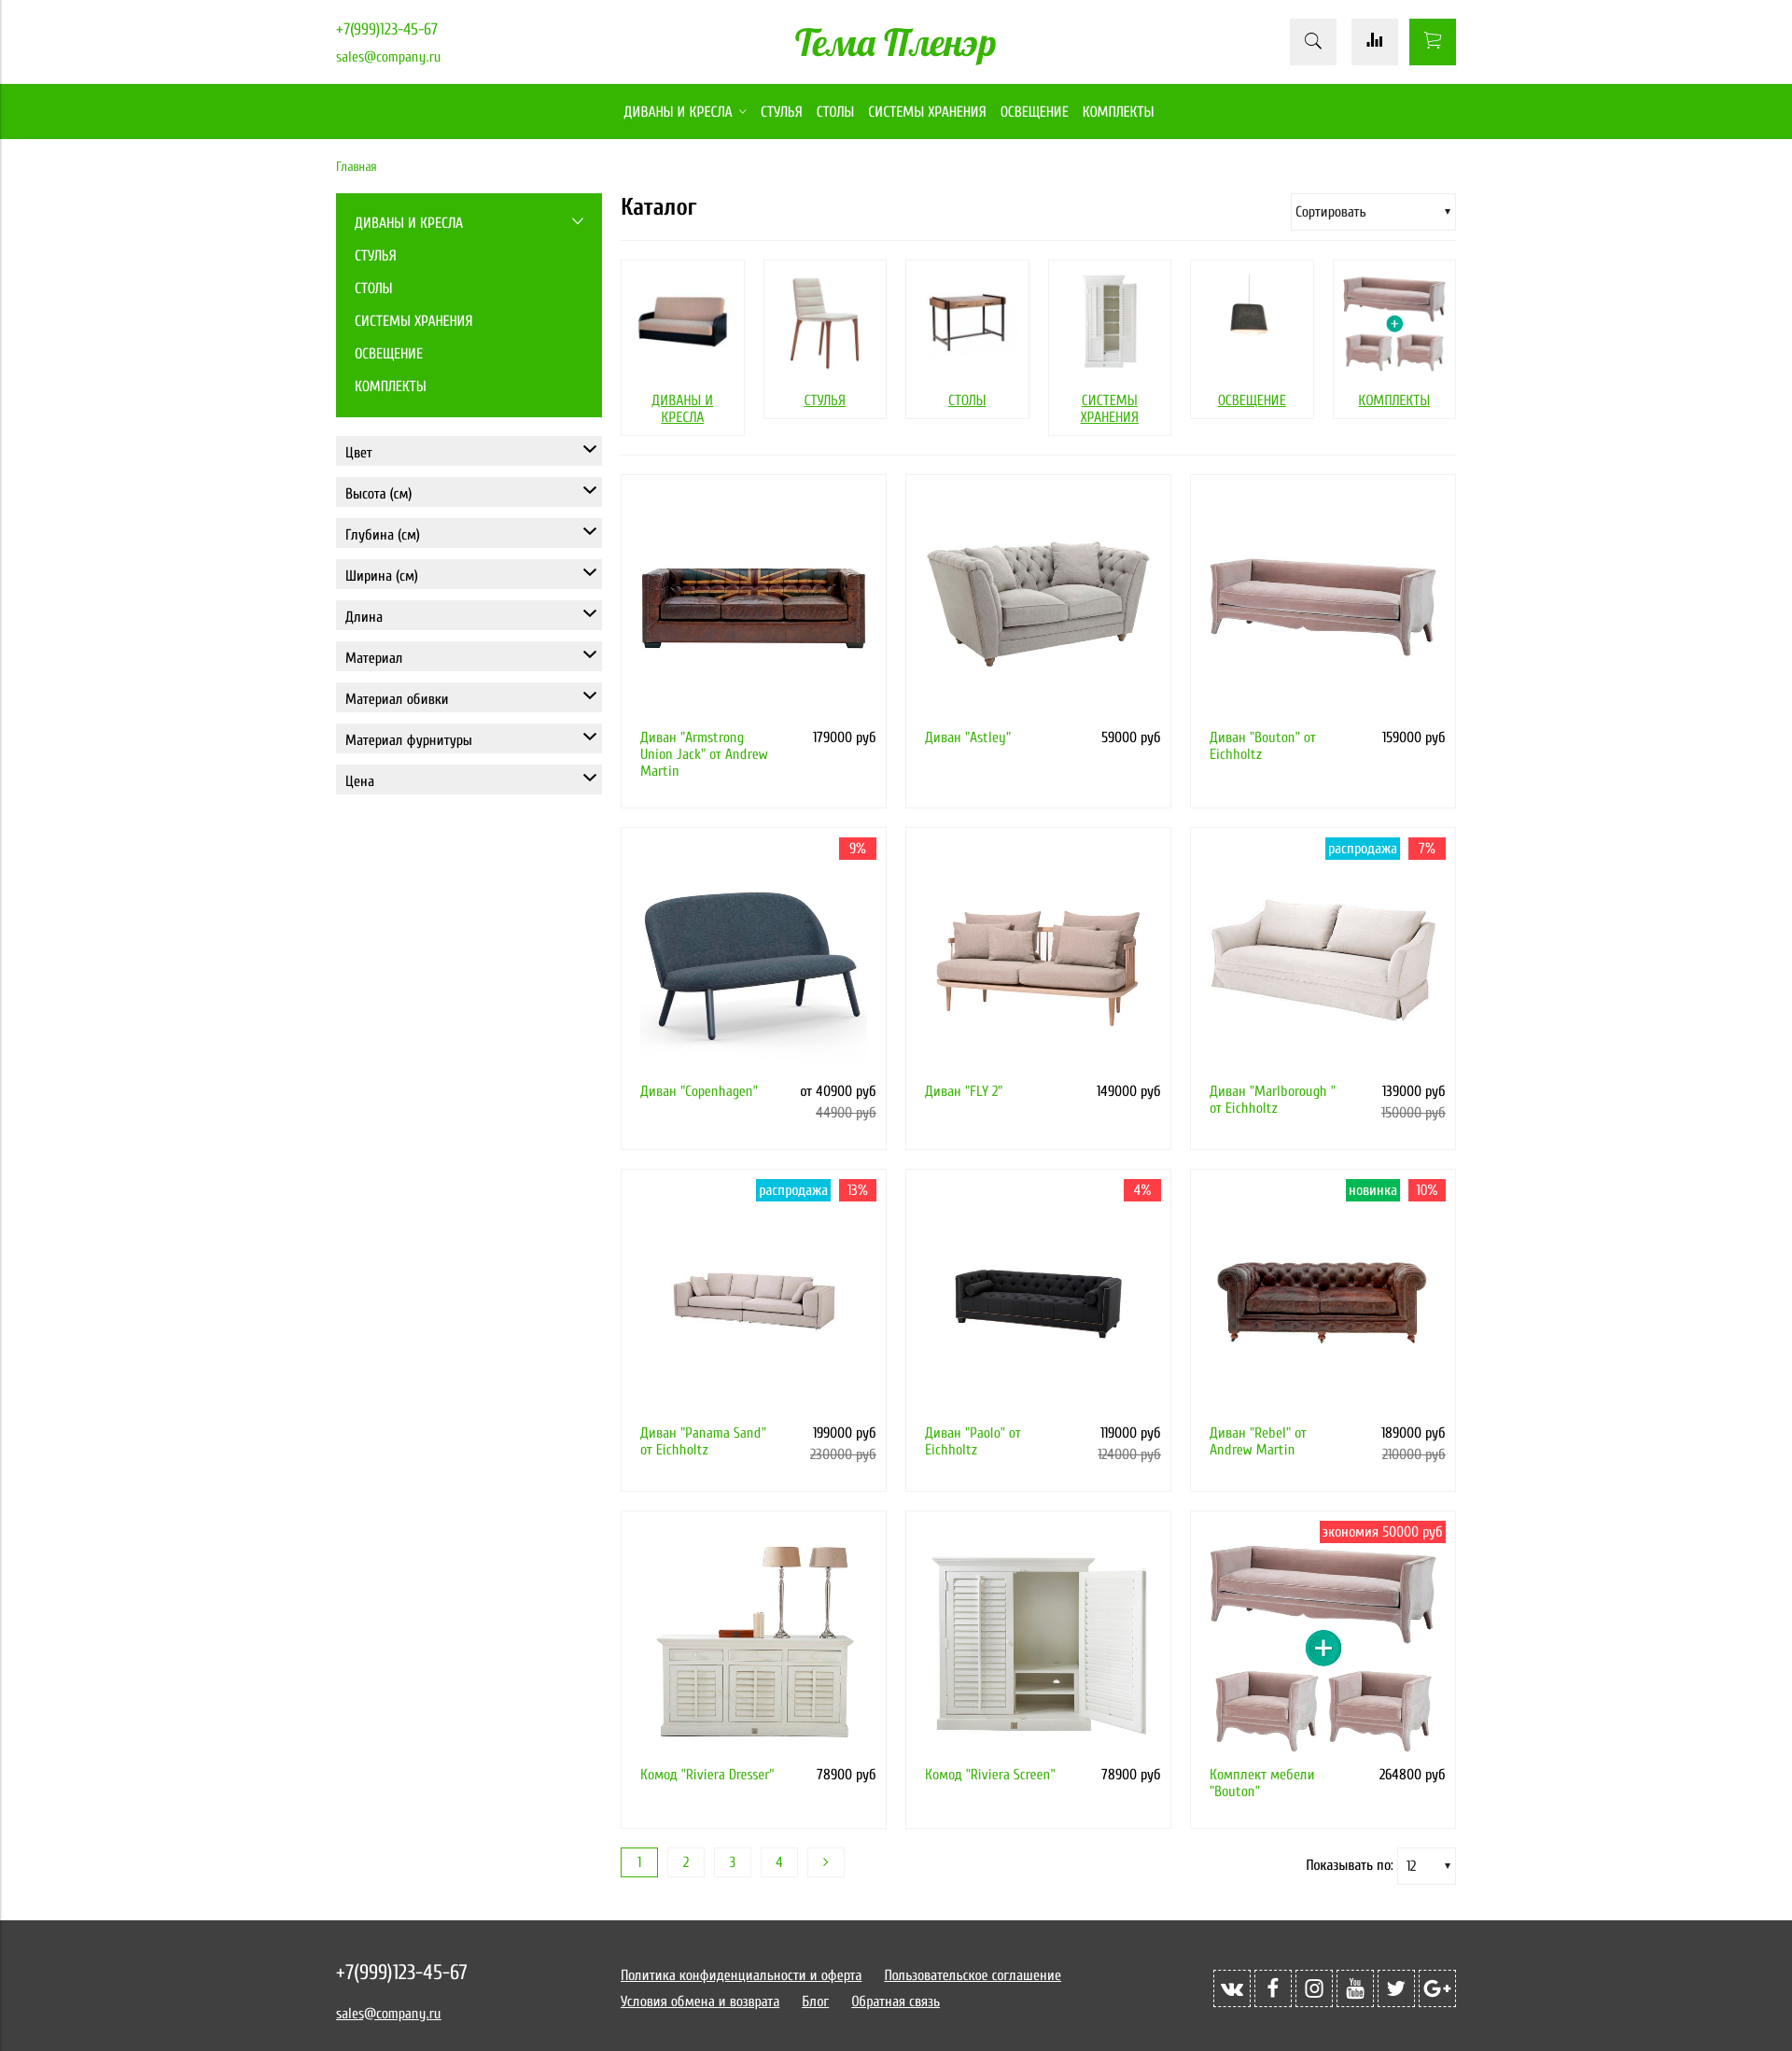 +7(999)123-45-67
sales@company.ru
Тема Пленэр
ДИВАНЫ И КРЕСЛА СТУЛЬЯ СТОЛЫ СИСТЕМЫ ХРАНЕНИЯ ОСВЕЩЕНИЕ КОМПЛЕКТЫ
Главная
ДИВАНЫ И КРЕСЛА
СТУЛЬЯ
СТОЛЫ
СИСТЕМЫ ХРАНЕНИЯ
ОСВЕЩЕНИЕ
КОМПЛЕКТЫ
Цвет
Высота (см)
Глубина (см)
Ширина (см)
Длина
Материал
Материал обивки
Материал фурнитуры
Цена
Каталог
Сортировать
ДИВАНЫ И
КРЕСЛА
СТУЛЬЯ
СТОЛЫ
СИСТЕМЫ
ХРАНЕНИЯ
ОСВЕЩЕНИЕ
КОМПЛЕКТЫ
Диван "Armstrong
Union Jack" от Andrew
Martin
179000 руб
Диван "Astley"
59000 руб
Диван "Bouton" от
Eichholtz
159000 руб
9%
Диван "Copenhagen"
от 40900 руб
44900 руб
Диван "FLY 2"
149000 руб
распродажа 7%
Диван "Marlborough "
от Eichholtz
139000 руб
150000 руб
распродажа 13%
Диван "Panama Sand"
от Eichholtz
199000 руб
230000 руб
4%
Диван "Paolo" от
Eichholtz
119000 руб
124000 руб
новинка 10%
Диван "Rebel" от
Andrew Martin
189000 руб
210000 руб
Комод "Riviera Dresser"
78900 руб
Комод "Riviera Screen"
78900 руб
экономия 50000 руб
Комплект мебели
"Bouton"
264800 руб
1 2 3 4
Показывать по: 12
+7(999)123-45-67
sales@company.ru
Политика конфиденциальности и оферта Пользовательское соглашение
Условия обмена и возврата Блог Обратная связь
You
Tube
G+